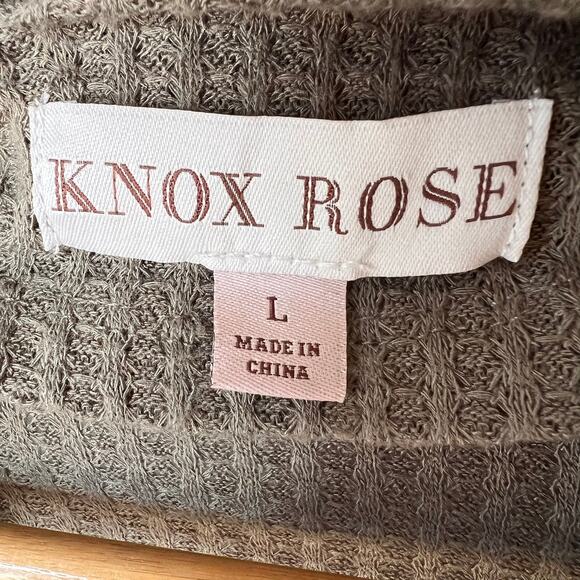 KNOX ROSE
L
MADE IN
CHINA